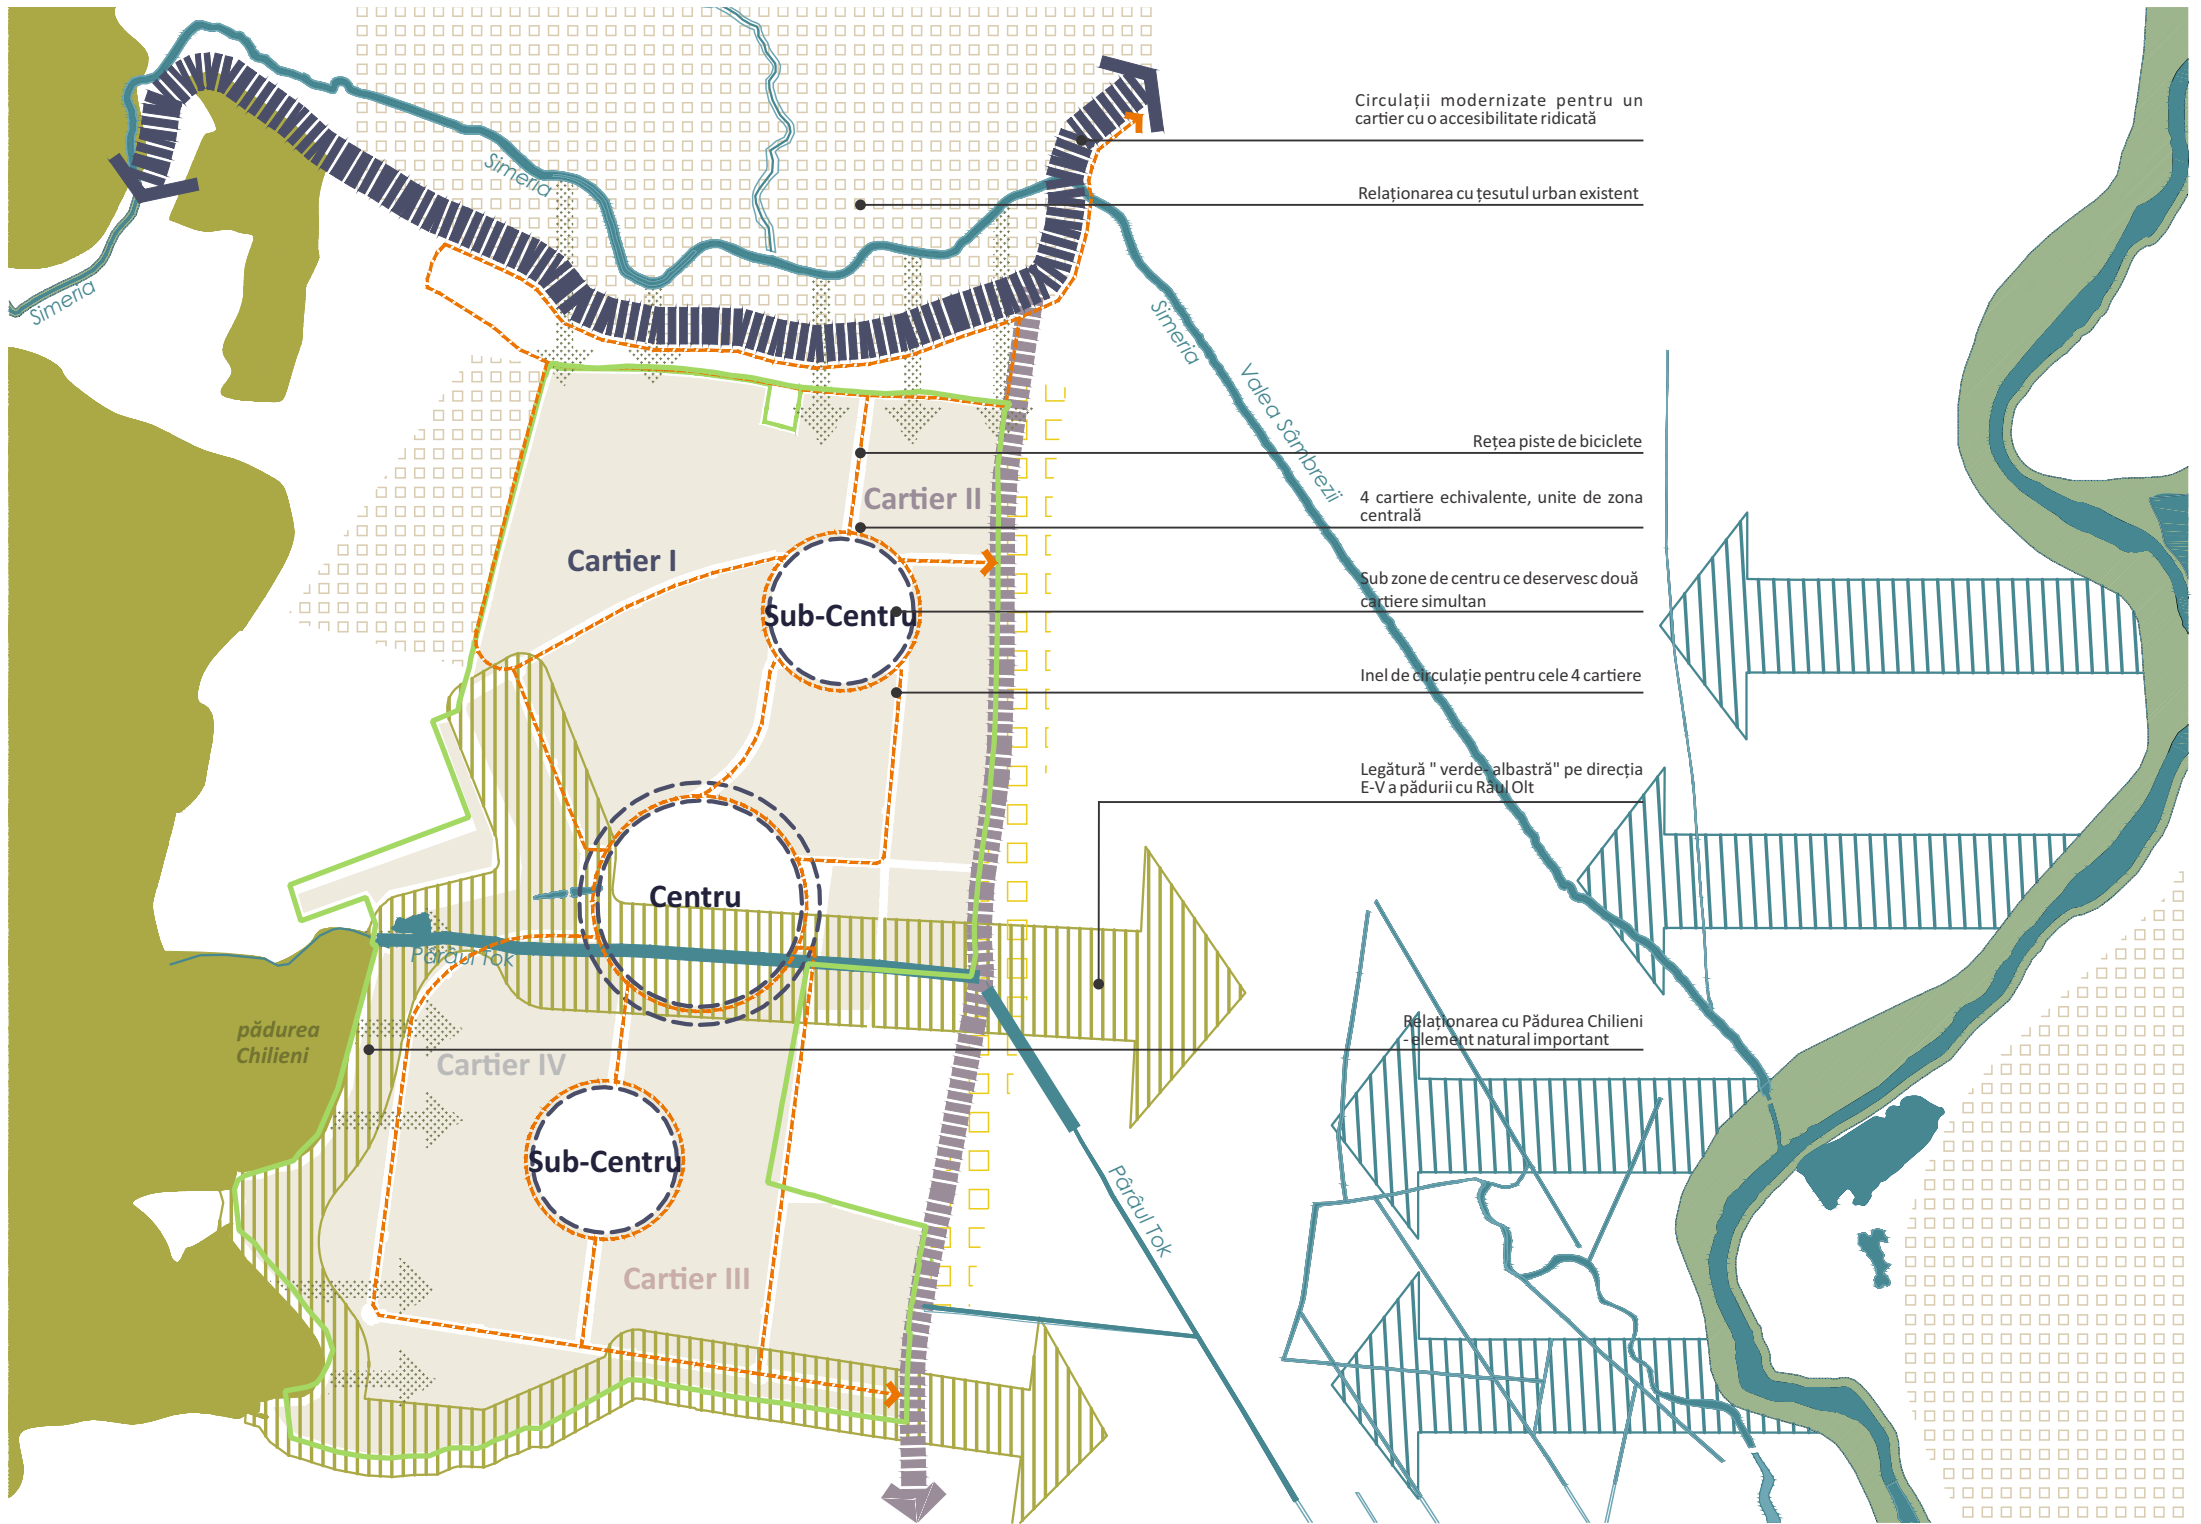 Circulații modernizate pentru un
cartier cu o accesibilitate ridicată
Simeria
Relaționarea cu țesutul urban existent
Simeria
Simeria
Valea Sâmbrezii
Rețea piste de biciclete
Cartier II
4 cartiere echivalente, unite de zona
centrală
Cartier I
Sub zone de centru ce deservesc două
cartiere simultan
Sub-Centru
Inel de circulație pentru cele 4 cartiere
Legătură " verde- albastră" pe direcția
E-V a pădurii cu Râul Olt
Centru
Pârâul Tok
pădurea
Chilieni
Relaționarea cu Pădurea Chilieni
- element natural important
Cartier IV
Sub-Centru
Pârâul Tok
Cartier III